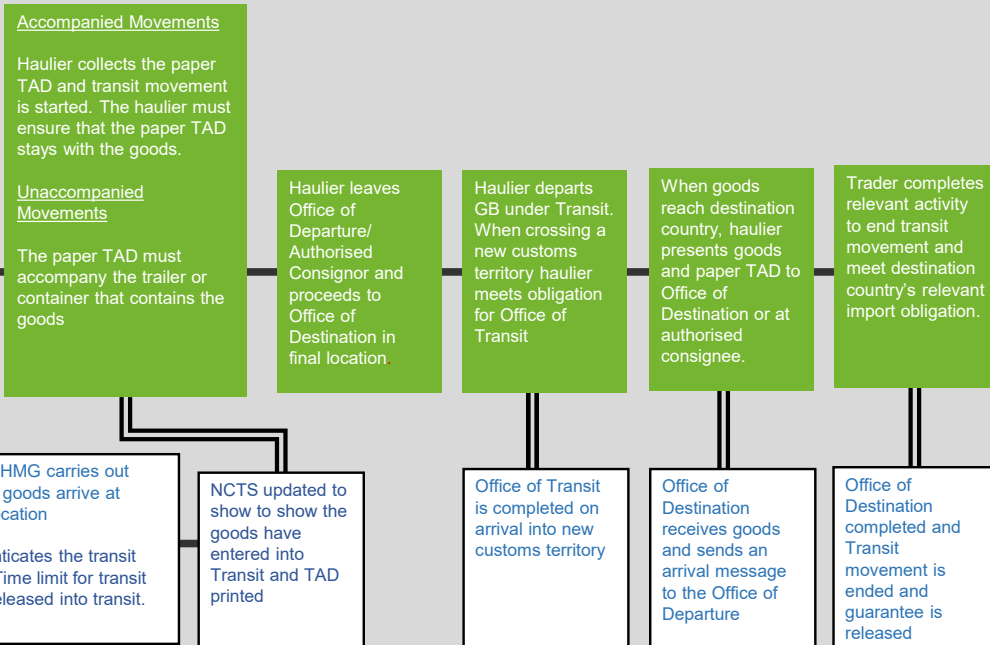 Accompanied Movements
Haulier collects the paper
TAD and transit movement
is started. The haulier must
ensure that the paper TAD
stays with the goods.
Unaccompanied
Movements
The paper TAD must
accompany the trailer or
container that contains the
goods
Haulier leaves
Office of
Departure/
Authorised
Consignor and
proceeds to
Office of
Destination in
final location.
Haulier departs
GB under Transit.
When crossing a
new customs
territory haulier
meets obligation
for Office of
Transit
When goods
reach destination
country, haulier
presents goods
and paper TAD to
Office of
Destination or at
authorised
consignee.
Trader completes
relevant activity
to end transit
movement and
meet destination
country's relevant
import obligation.
HMG carries out
goods arrive at
cation
nticates the transit
Time limit for transit
eleased into transit.
NCTS updated to
show to show the
goods have
entered into
Transit and TAD
printed
Office of Transit
is completed on
arrival into new
customs territory
Office of
Destination
receives goods
and sends an
arrival message
to the Office of
Departure
Office of
Destination
completed and
Transit
movement is
ended and
guarantee is
released